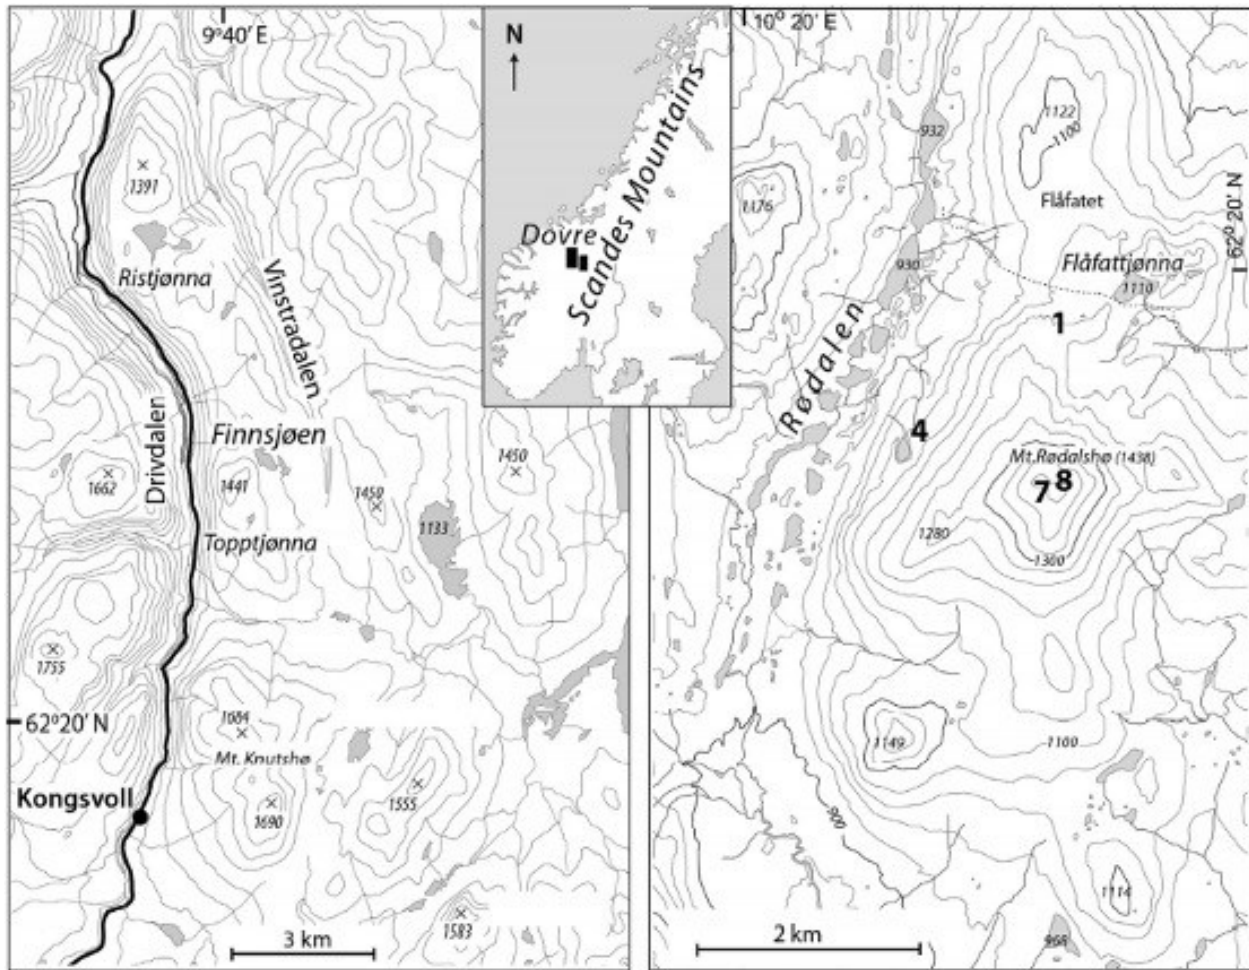 9°40′ E
1391
Ristjønna
Vinstradalen
Drivdalen
Finnsjøen
1662
1441
1450
1450
1133
Topptjønna
1755
62°20′ N
1684
Mt. Knutshø
Kongsvoll
1690
1555
1583
3 km
N
Scandes Mountains
Dovre
10° 20′ E
1122
1100
932
1176
Flåfatet
62° 20′ N
930
Flåfattjønna
1110
1
Rødalen
4
Mt.Rødalshø (1438)
7
8
1280
1300
1149
1100
900
1114
968
2 km